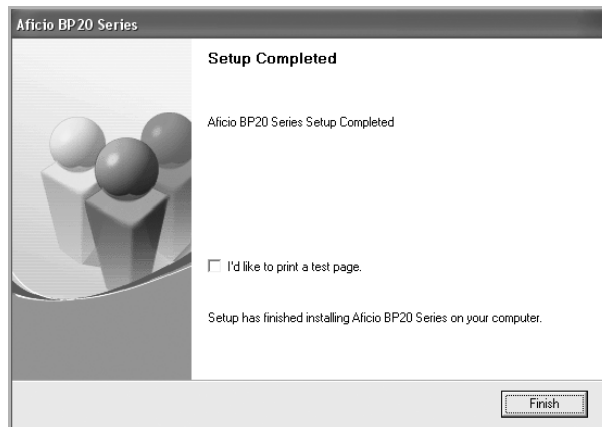 Aficio BP20 Series
Setup Completed
Aficio BP20 Series Setup Completed
I'd like to print a test page.
Setup has finished installing Aficio BP20 Series on your computer.
Finish